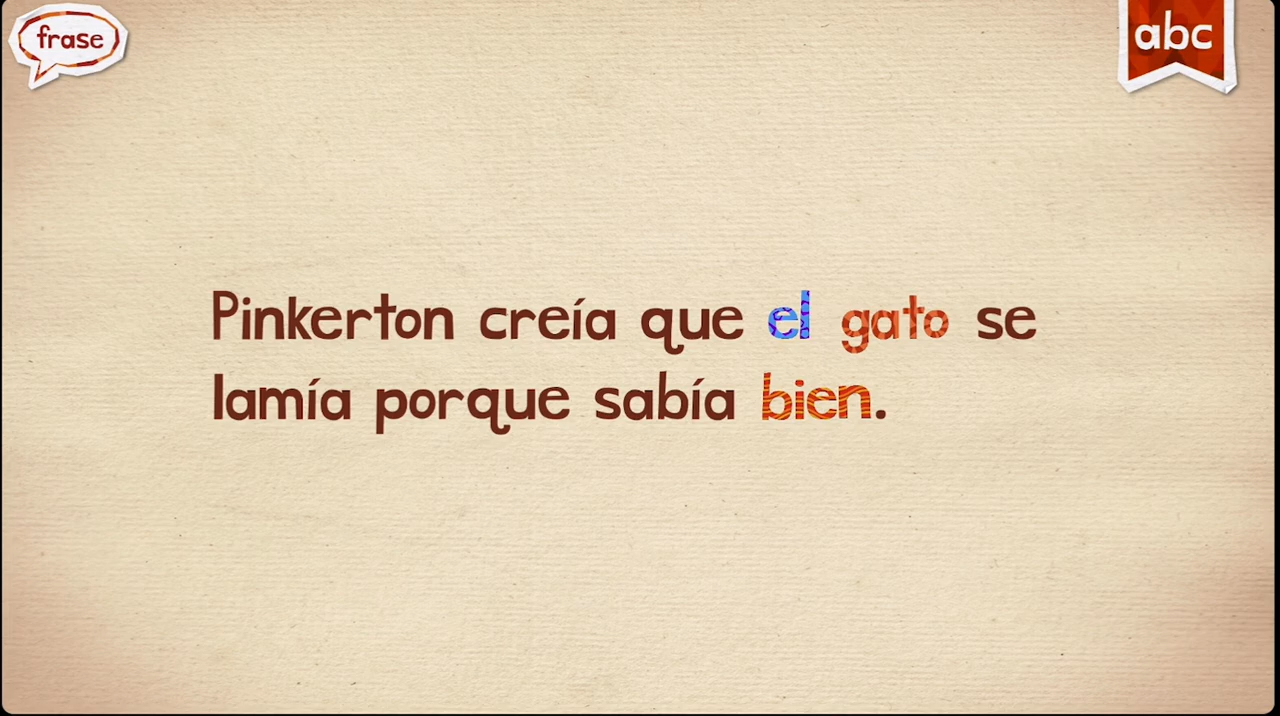 frase
abc
Pinkerton creía que el gato se
lamía porque sabía bien.